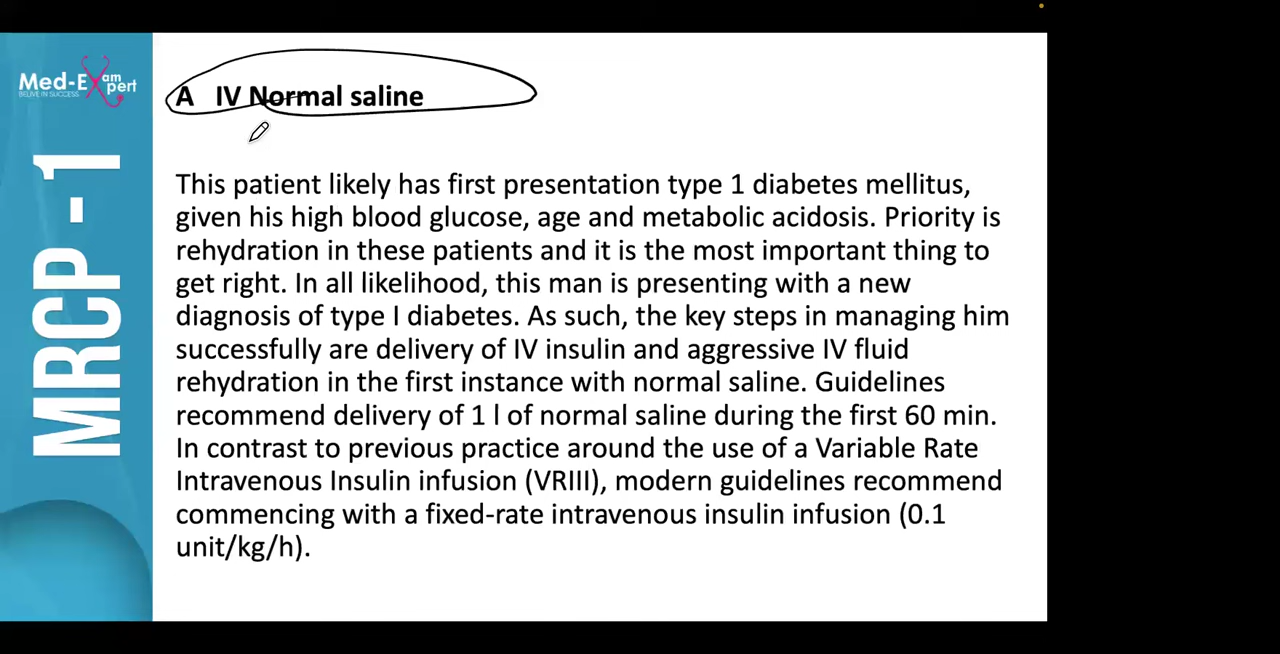 Med-Exam
xpert
BELIVE IN SUCCESS
MRCP - 1
A IV Normal saline
This patient likely has first presentation type 1 diabetes mellitus,
given his high blood glucose, age and metabolic acidosis. Priority is
rehydration in these patients and it is the most important thing to
get right. In all likelihood, this man is presenting with a new
diagnosis of type I diabetes. As such, the key steps in managing him
successfully are delivery of IV insulin and aggressive IV fluid
rehydration in the first instance with normal saline. Guidelines
recommend delivery of 1 l of normal saline during the first 60 min.
In contrast to previous practice around the use of a Variable Rate
Intravenous Insulin infusion (VRIII), modern guidelines recommend
commencing with a fixed-rate intravenous insulin infusion (0.1
unit/kg/h).